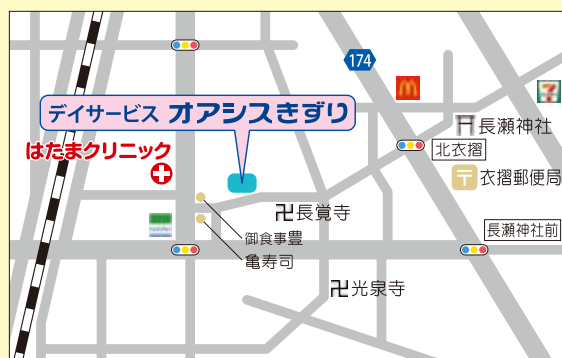 174
デイサービス オアシスきずり
長瀬神社
はたまクリニック
北衣摺
衣摺郵便局
長覚寺
長瀬神社前
御食事豊
亀寿司
光泉寺